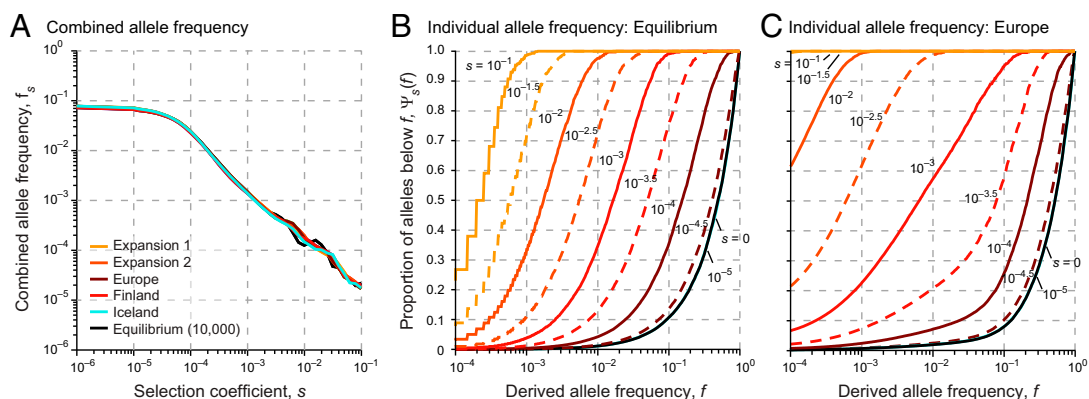 A Combined allele frequency
Combined allele frequency, f_s
10^0
10^-1
10^-2
10^-3
10^-4
10^-5
10^-6
Expansion 1
Expansion 2
Europe
Finland
Iceland
Equilibrium (10,000)
10^-6 10^-5 10^-4 10^-3 10^-2 10^-1
Selection coefficient, s
B Individual allele frequency: Equilibrium
Proportion of alleles below f, Ψ_s(f)
1.0
0.9
0.8
0.7
0.6
0.5
0.4
0.3
0.2
0.1
0
s = 10^-1
10^-1.5
10^-2
10^-2.5
10^-3
10^-3.5
10^-4
10^-4.5
s = 0
10^-5
10^-4 10^-3 10^-2 10^-1 10^0
Derived allele frequency, f
C Individual allele frequency: Europe
s = 10^-1
10^-1.5
10^-2
10^-2.5
10^-3
10^-3.5
10^-4
s = 0
10^-4.5
10^-5
10^-4 10^-3 10^-2 10^-1 10^0
Derived allele frequency, f